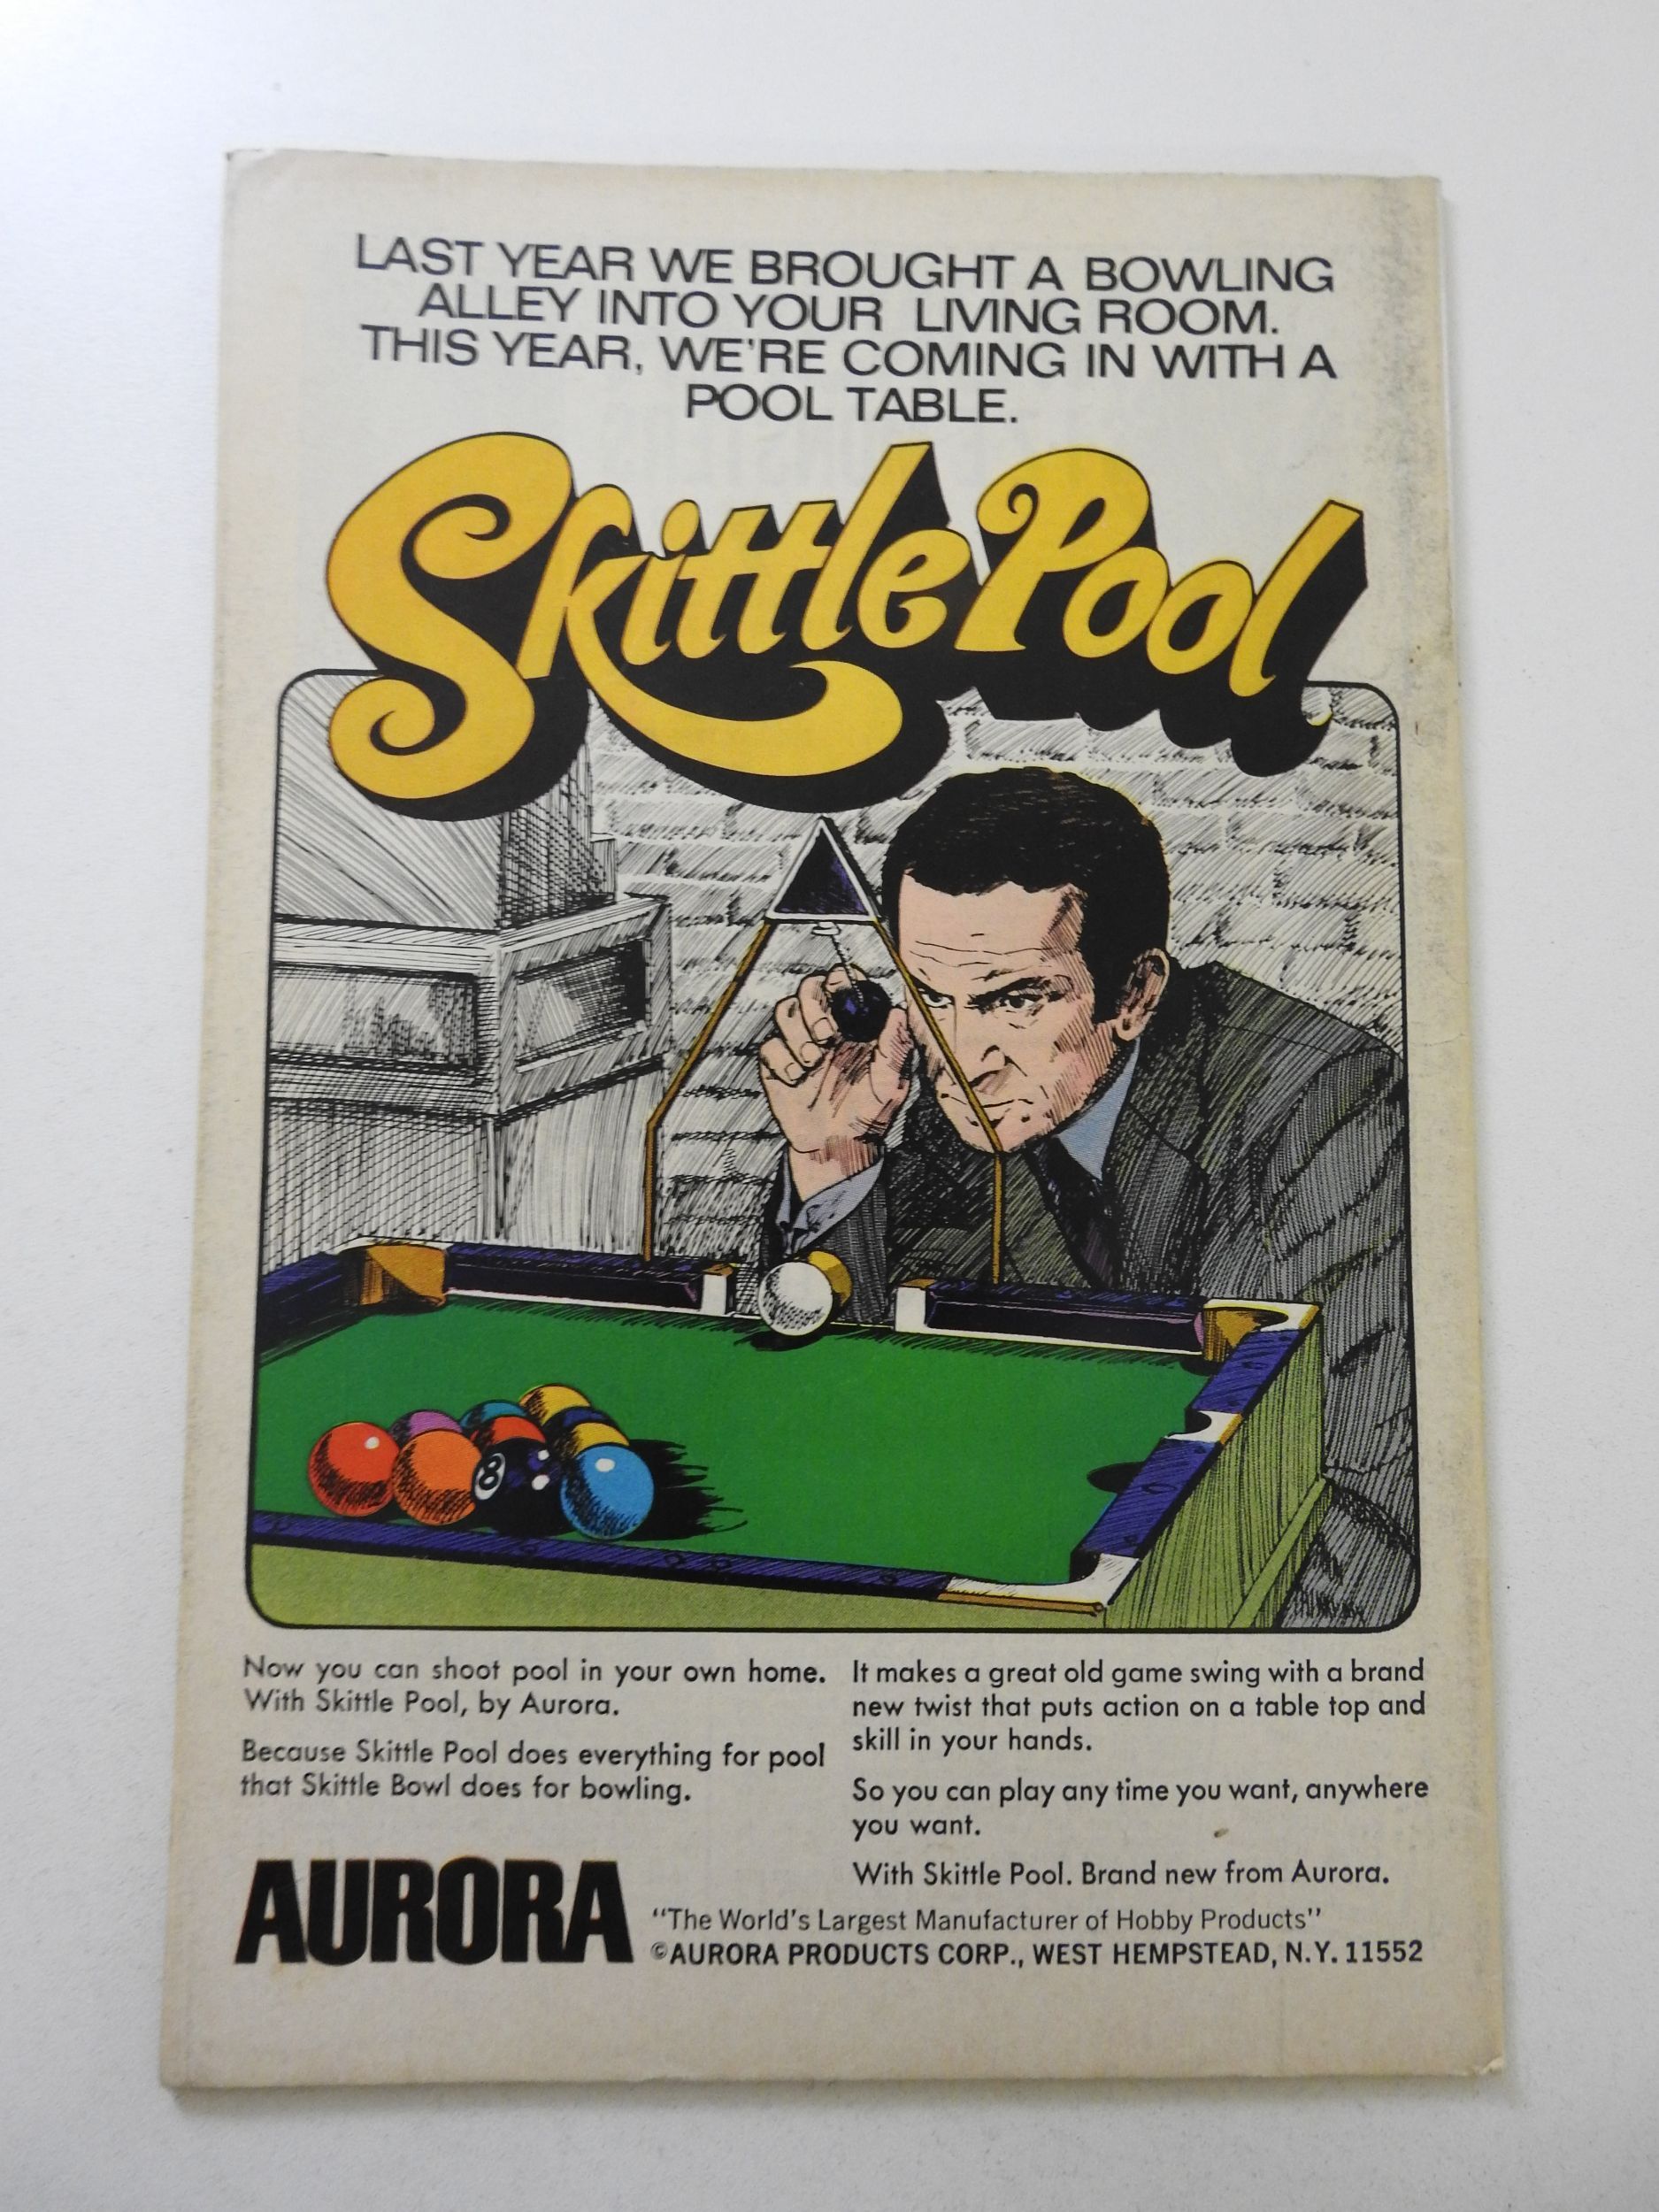 LAST YEAR WE BROUGHT A BOWLING
ALLEY INTO YOUR LIVING ROOM.
THIS YEAR, WE'RE COMING IN WITH A
POOL TABLE.
Skittle Pool
8
Now you can shoot pool in your own home.
With Skittle Pool, by Aurora.
Because Skittle Pool does everything for pool
that Skittle Bowl does for bowling.
It makes a great old game swing with a brand
new twist that puts action on a table top and
skill in your hands.
So you can play any time you want, anywhere
you want.
With Skittle Pool. Brand new from Aurora.
AURORA
"The World's Largest Manufacturer of Hobby Products"
©AURORA PRODUCTS CORP., WEST HEMPSTEAD, N.Y. 11552